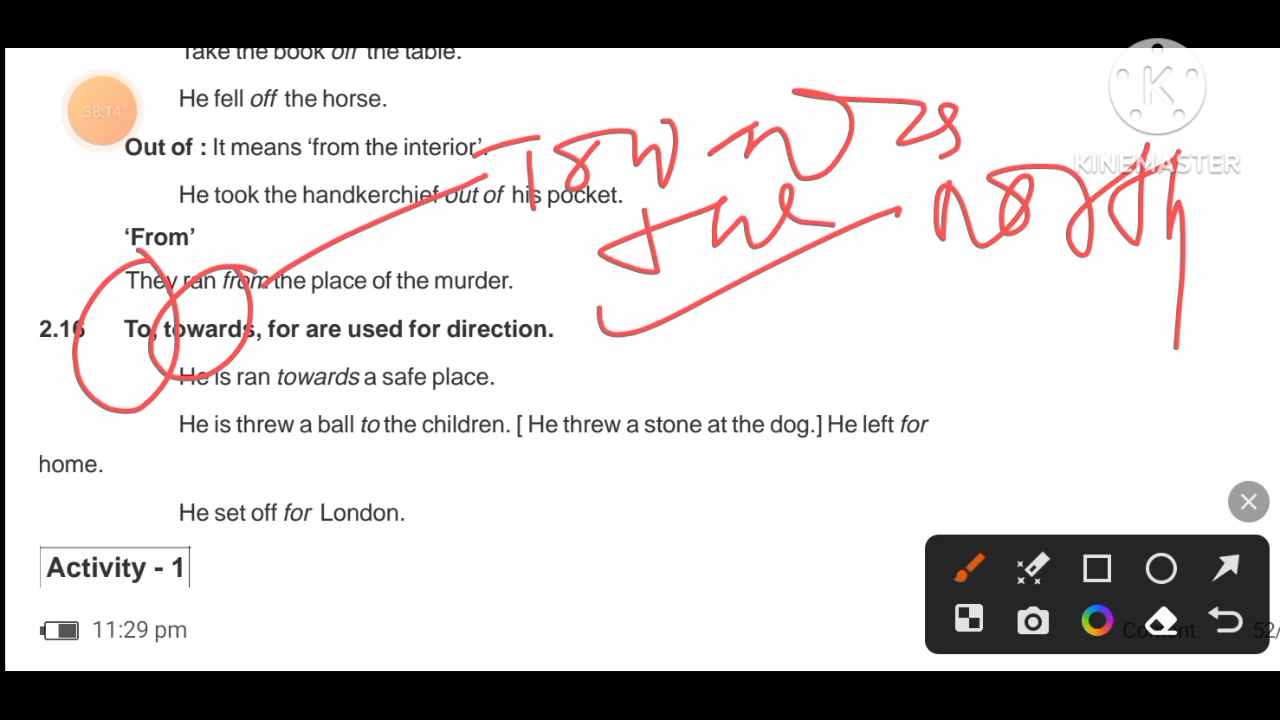 Take the book off the table.
38:14
He fell off the horse.
KINEMASTER
Out of : It means ‘from the interior’.
He took the handkerchief out of his pocket.
the north
‘From’
They ran from the place of the murder.
2.16 To, towards, for are used for direction.
He is ran towards a safe place.
He is threw a ball to the children. [ He threw a stone at the dog.] He left for
home.
He set off for London.
Activity - 1
11:29 pm
Content 52/